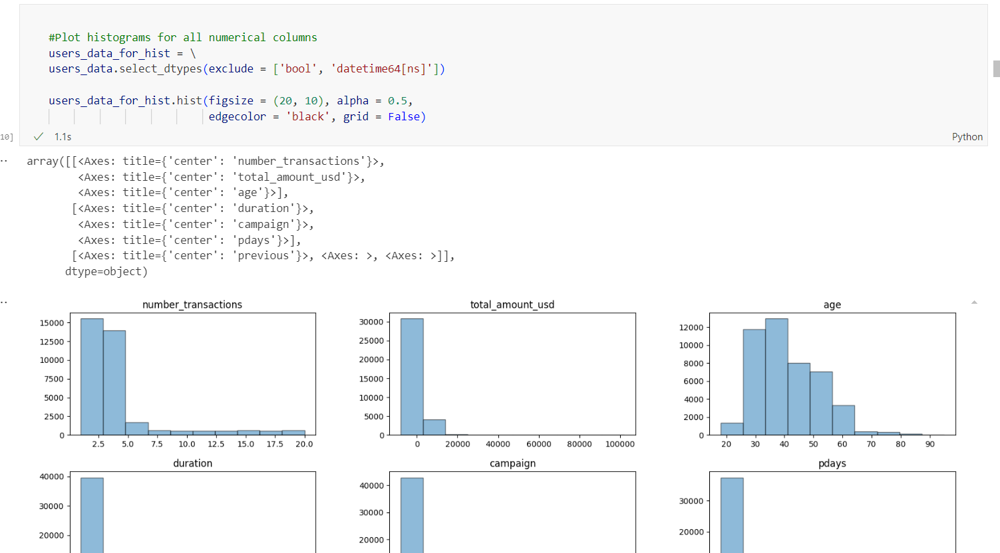 #Plot histograms for all numerical columns
users_data_for_hist = \
users_data.select_dtypes(exclude = ['bool', 'datetime64[ns]'])
users_data_for_hist.hist(figsize = (20, 10), alpha = 0.5,
edgecolor = 'black', grid = False)
10] ✓ 1.1s Python
array([[<Axes: title={'center': 'number_transactions'}>,
<Axes: title={'center': 'total_amount_usd'}>,
<Axes: title={'center': 'age'}>],
[<Axes: title={'center': 'duration'}>,
<Axes: title={'center': 'campaign'}>,
<Axes: title={'center': 'pdays'}>],
[<Axes: title={'center': 'previous'}>, <Axes: >, <Axes: >]],
dtype=object)
number_transactions
15000
12500
10000
7500
5000
2500
0
2.5 5.0 7.5 10.0 12.5 15.0 17.5 20.0
total_amount_usd
30000
25000
20000
15000
10000
5000
0
0 20000 40000 60000 80000 100000
age
12000
10000
8000
6000
4000
2000
0
20 30 40 50 60 70 80 90
duration
40000
30000
20000
campaign
40000
30000
20000
pdays
30000
20000